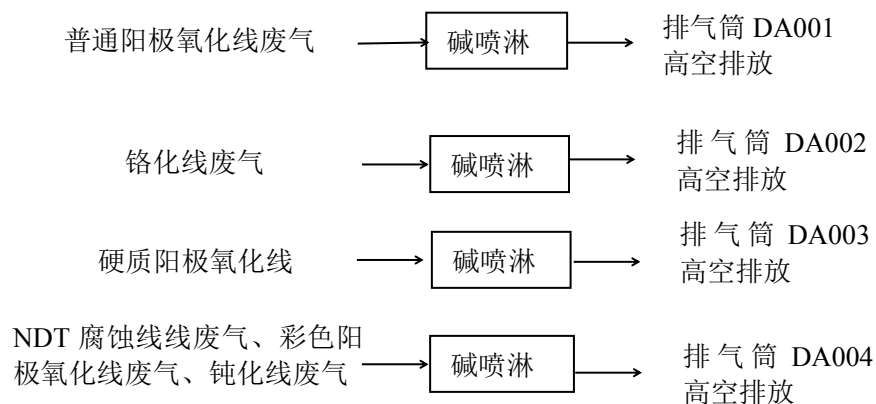 普通阳极氧化线废气
碱喷淋
排气筒 DA001
高空排放
铬化线废气
碱喷淋
排气筒 DA002
高空排放
硬质阳极氧化线
碱喷淋
排气筒 DA003
高空排放
NDT 腐蚀线线废气、彩色阳
极氧化线废气、钝化线废气
碱喷淋
排气筒 DA004
高空排放